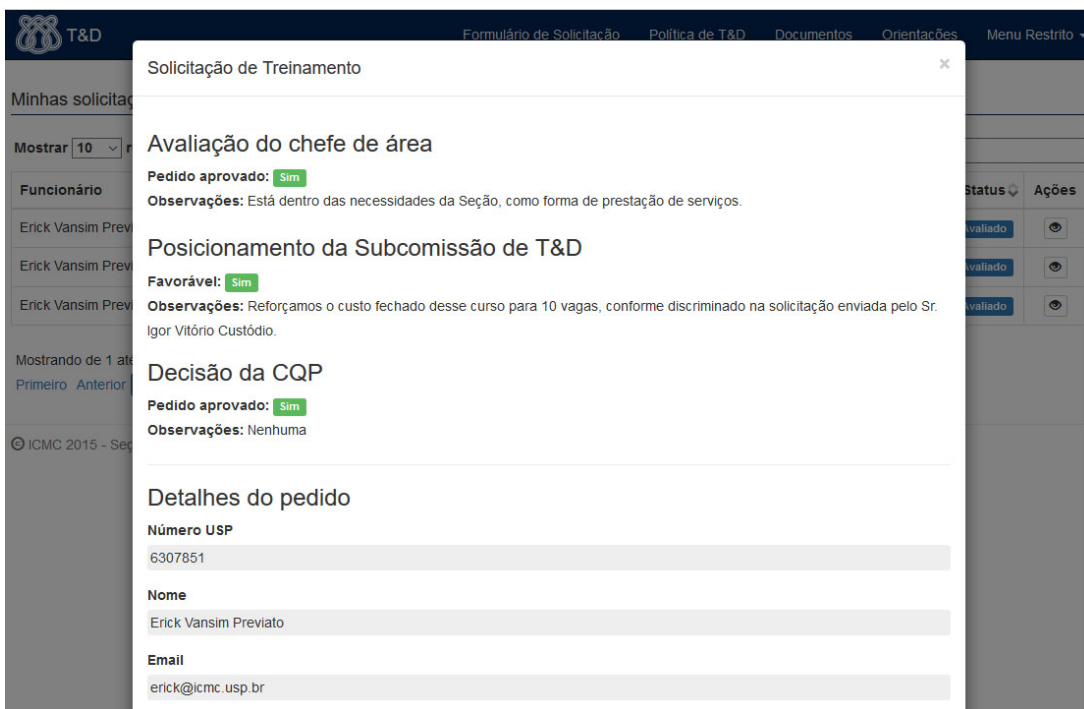 T&D
Formulário de Solicitação Política de T&D Documentos Orientações Menu Restrito
Solicitação de Treinamento ×
Minhas solicitaç
Mostrar 10 r
Avaliação do chefe de área
Pedido aprovado: Sim
Observações: Está dentro das necessidades da Seção, como forma de prestação de serviços.
Funcionário Status Ações
Erick Vansim Previ Avaliado
Erick Vansim Previ Avaliado
Erick Vansim Previ Avaliado
Posicionamento da Subcomissão de T&D
Favorável: Sim
Observações: Reforçamos o custo fechado desse curso para 10 vagas, conforme discriminado na solicitação enviada pelo Sr.
Igor Vitório Custódio.
Mostrando de 1 até
Primeiro Anterior
Decisão da CQP
Pedido aprovado: Sim
Observações: Nenhuma
© ICMC 2015 - Seç
Detalhes do pedido
Número USP
6307851
Nome
Erick Vansim Previato
Email
erick@icmc.usp.br